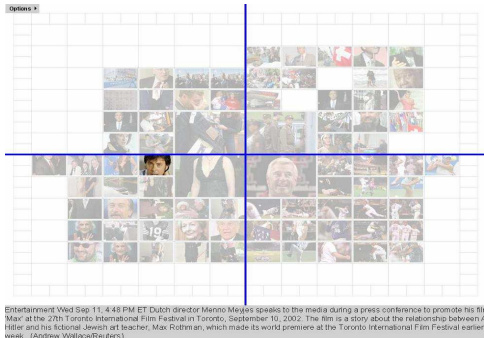 Options
Entertainment Wed Sep 11, 4:48 PM ET Dutch director Menno Meyjes speaks to the media during a press conference to promote his fil
'Max' at the 27th Toronto International Film Festival in Toronto, September 10, 2002. The film is a story about the relationship between A
Hitler and his fictional Jewish art teacher, Max Rothman, which made its world premiere at the Toronto International Film Festival earlier
week. (Andrew Wallace/Reuters)